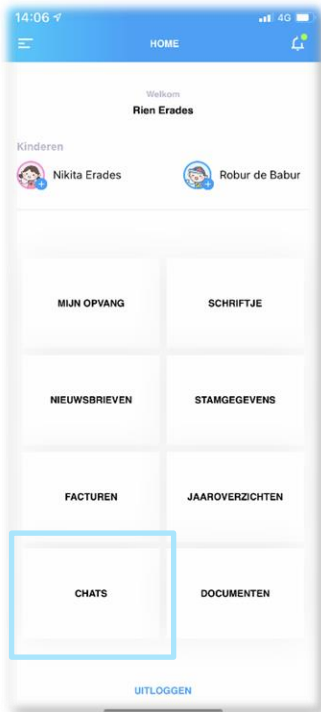 14:06 4G
HOME
Welkom
Rien Erades
Kinderen
Nikita Erades Robur de Babur
MIJN OPVANG SCHRIFTJE
NIEUWSBRIEVEN STAMGEGEVENS
FACTUREN JAAROVERZICHTEN
CHATS DOCUMENTEN
UITLOGGEN